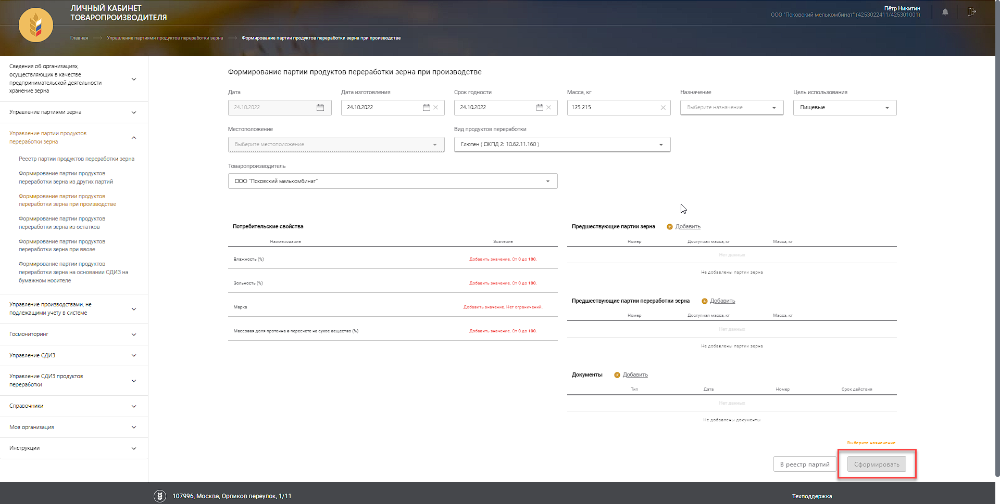 ЛИЧНЫЙ КАБИНЕТ
ТОВАРОПРОИЗВОДИТЕЛЯ
Пётр Никитин
ООО "Псковский мелькомбинат" (4253022411/425301001)
Главная
Управление партиями продуктов переработки зерна
Формирование партии продуктов переработки зерна при производстве
Сведения об организациях,
осуществляющих в качестве
предпринимательской деятельности
хранение зерна
Управление партиями зерна
Управление партии продуктов
переработки зерна
Реестр партии продуктов переработки зерна
Формирование партии продуктов
переработки зерна из других партий
Формирование партии продуктов
переработки зерна при производстве
Формирование партии продуктов
переработки зерна из остатков
Формирование партии продуктов
переработки зерна при ввозе
Формирование партии продуктов
переработки зерна на основании СДИЗ на
бумажном носителе
Управление производствами, не
подлежащими учету в системе
Госмониторинг
Управление СДИЗ
Управление СДИЗ продуктов
переработки
Справочники
Моя организация
Инструкции
Формирование партии продуктов переработки зерна при производстве
Дата
Дата изготовления
Срок годности
Масса, кг
Назначение
Цель использования
24.10.2022
24.10.2022
24.10.2022
125 215
Выберите назначение
Пищевые
Местоположение
Вид продуктов переработки
Выберите местоположение
Глютен ( ОКПД 2: 10.62.11.160 )
Товаропроизводитель
ООО "Псковский мелькомбинат"
Потребительские свойства
Наименование
Значение
Влажность (%)
Добавить значение. От 0 до 100.
Зольность (%)
Добавить значение. От 0 до 100.
Марка
Добавить значение. Нет ограничений.
Массовая доля протеина в пересчете на сухое вещество (%)
Добавить значение. От 0 до 100.
Предшествующие партии зерна
Добавить
Номер
Доступная масса, кг
Масса, кг
Нет данных
Не добавлены партии зерна
Предшествующие партии переработки зерна
Добавить
Номер
Доступная масса, кг
Масса, кг
Нет данных
Не добавлены партии зерна
Документы
Добавить
Тип
Дата
Номер
Срок действия
Нет данных
Не добавлены документы
Выберите назначение
В реестр партий
Сформировать
107996, Москва, Орликов переулок, 1/11
Техподдержка